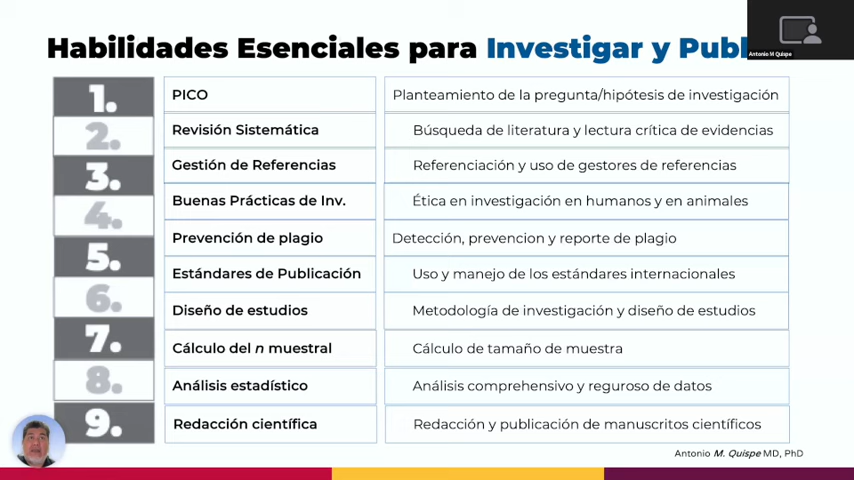 Habilidades Esenciales para Investigar y Publ
Antonio M Quispe
1. PICO Planteamiento de la pregunta/hipótesis de investigación
2. Revisión Sistemática Búsqueda de literatura y lectura crítica de evidencias
3. Gestión de Referencias Referenciación y uso de gestores de referencias
4. Buenas Prácticas de Inv. Ética en investigación en humanos y en animales
Prevención de plagio Detección, prevencion y reporte de plagio
5. Estándares de Publicación Uso y manejo de los estándares internacionales
6. Diseño de estudios Metodología de investigación y diseño de estudios
7. Cálculo del n muestral Cálculo de tamaño de muestra
8. Análisis estadístico Análisis comprehensivo y reguroso de datos
9. Redacción científica Redacción y publicación de manuscritos científicos
Antonio M. Quispe MD, PhD